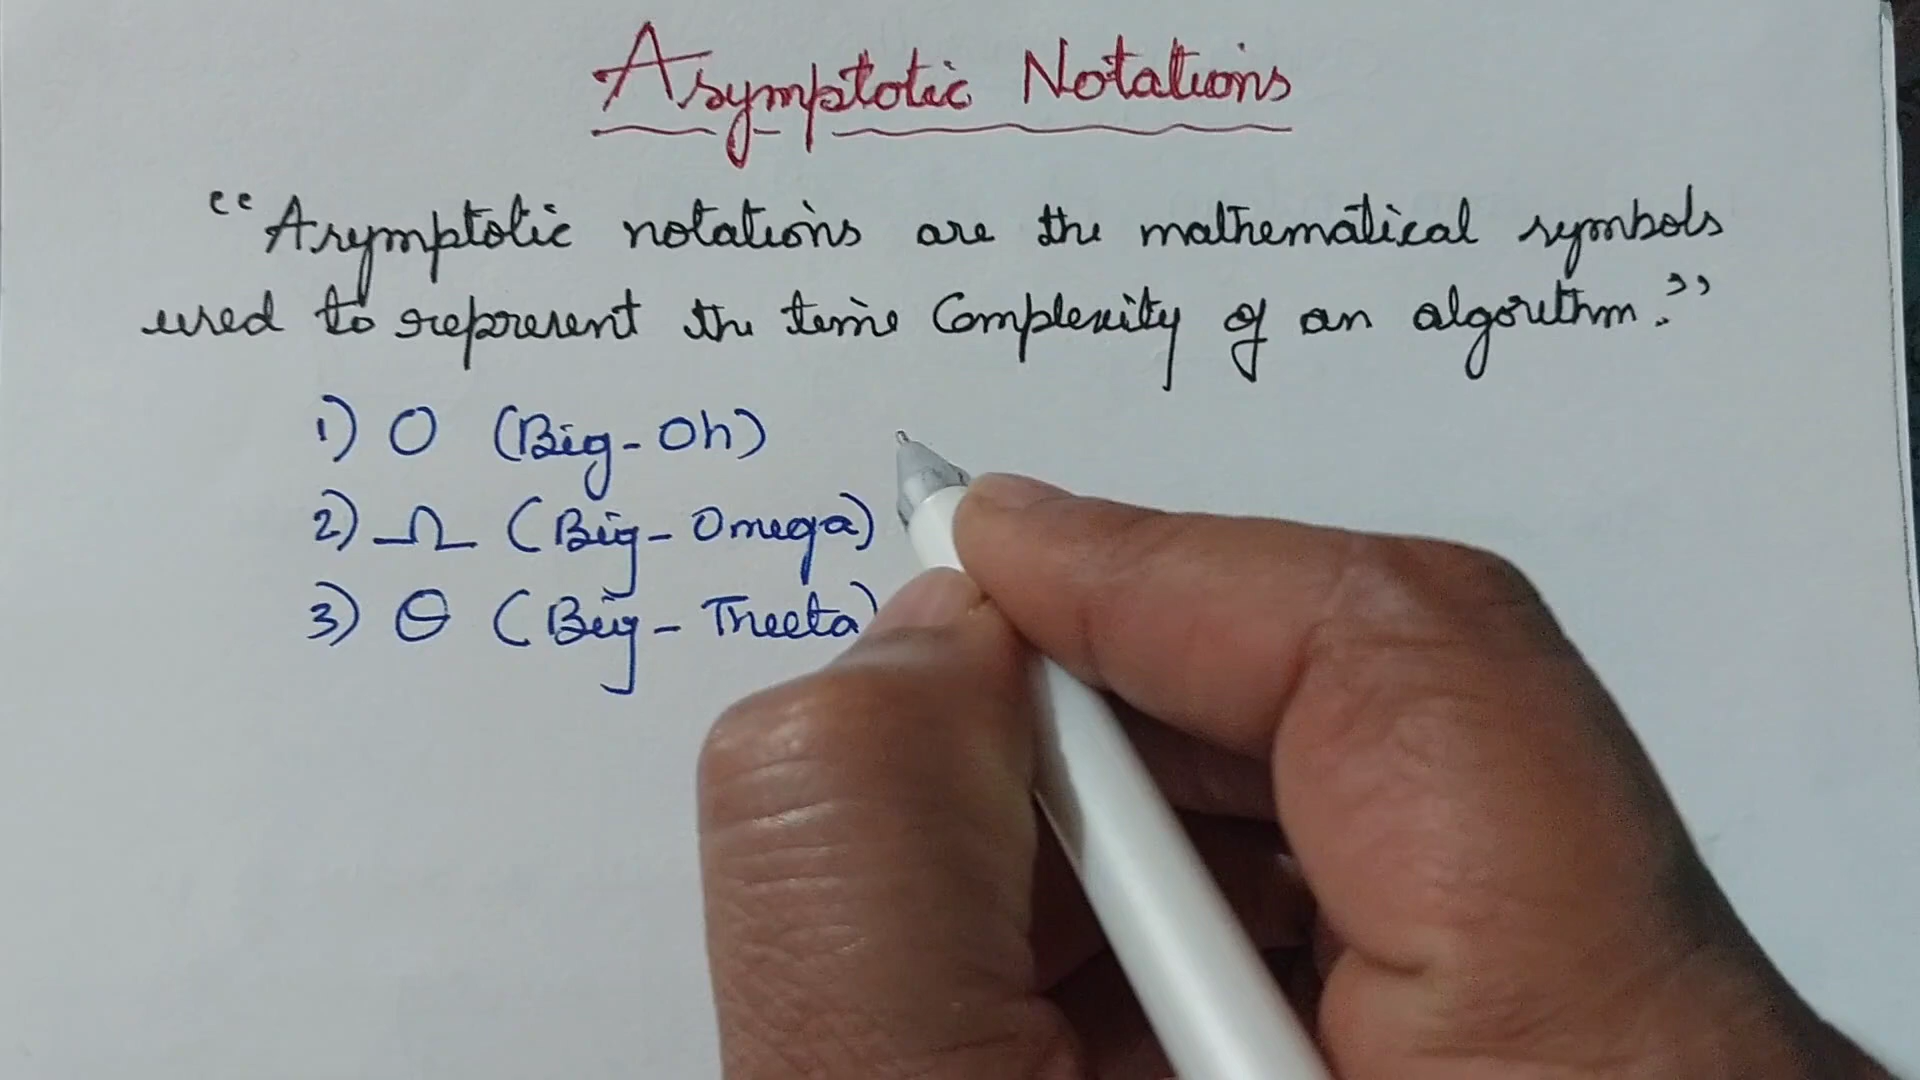 Asymptotic Notations
“Asymptotic notations are the mathematical symbols
used to represent the time Complexity of an algorithm.”
1) O (Big-Oh)
2) Ω (Big-Omega)
3) Θ (Big-Theeta)